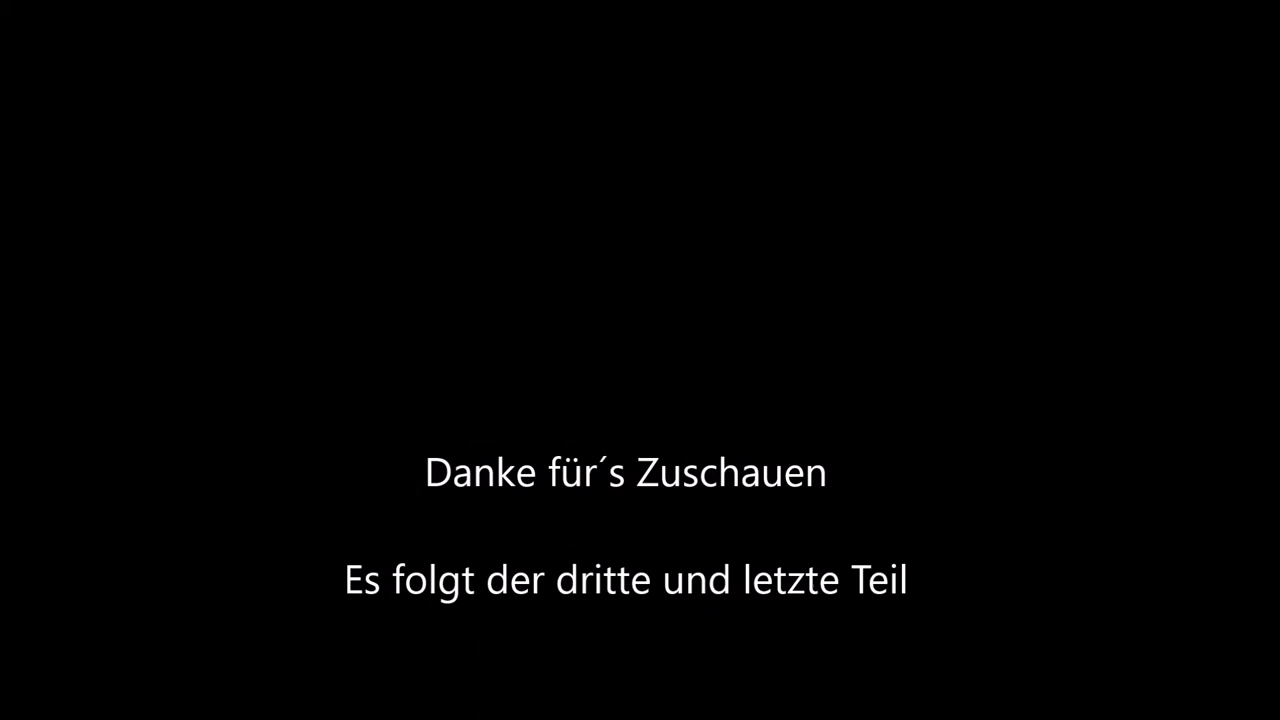 Danke für´s Zuschauen
Es folgt der dritte und letzte Teil